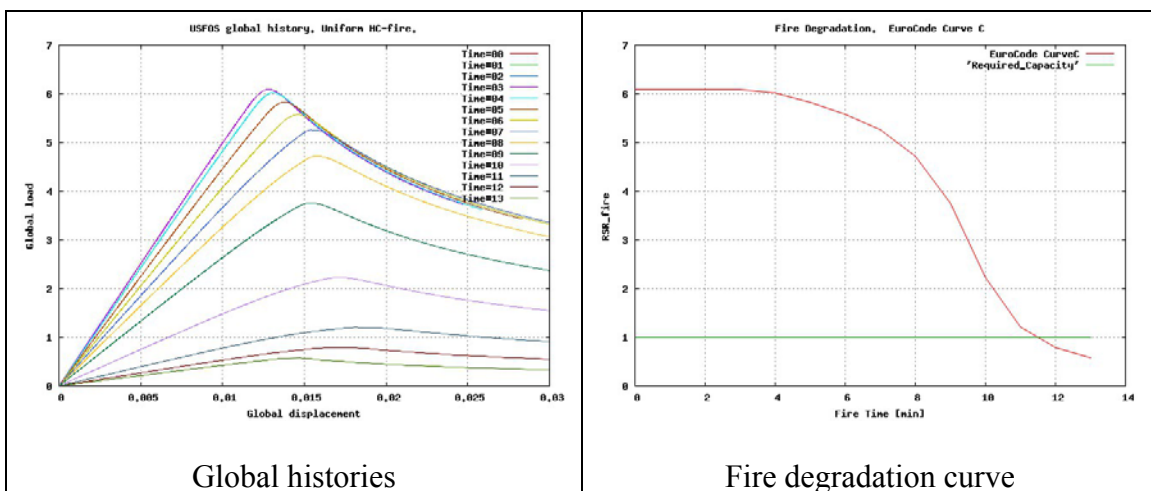 USFOS global history, Uniform HC-fire,
7
6
5
4
3
2
1
0
Global load
Time=00
Time=01
Time=02
Time=03
Time=04
Time=05
Time=06
Time=07
Time=08
Time=09
Time=10
Time=11
Time=12
Time=13
0 0.005 0.01 0.015 0.02 0.025 0.03
Global displacement
Global histories
Fire Degradation, EuroCode Curve C
7
6
5
4
3
2
1
0
RSR_fire
EuroCode CurveC
'Required_Capacity'
0 2 4 6 8 10 12 14
Fire Time [min]
Fire degradation curve